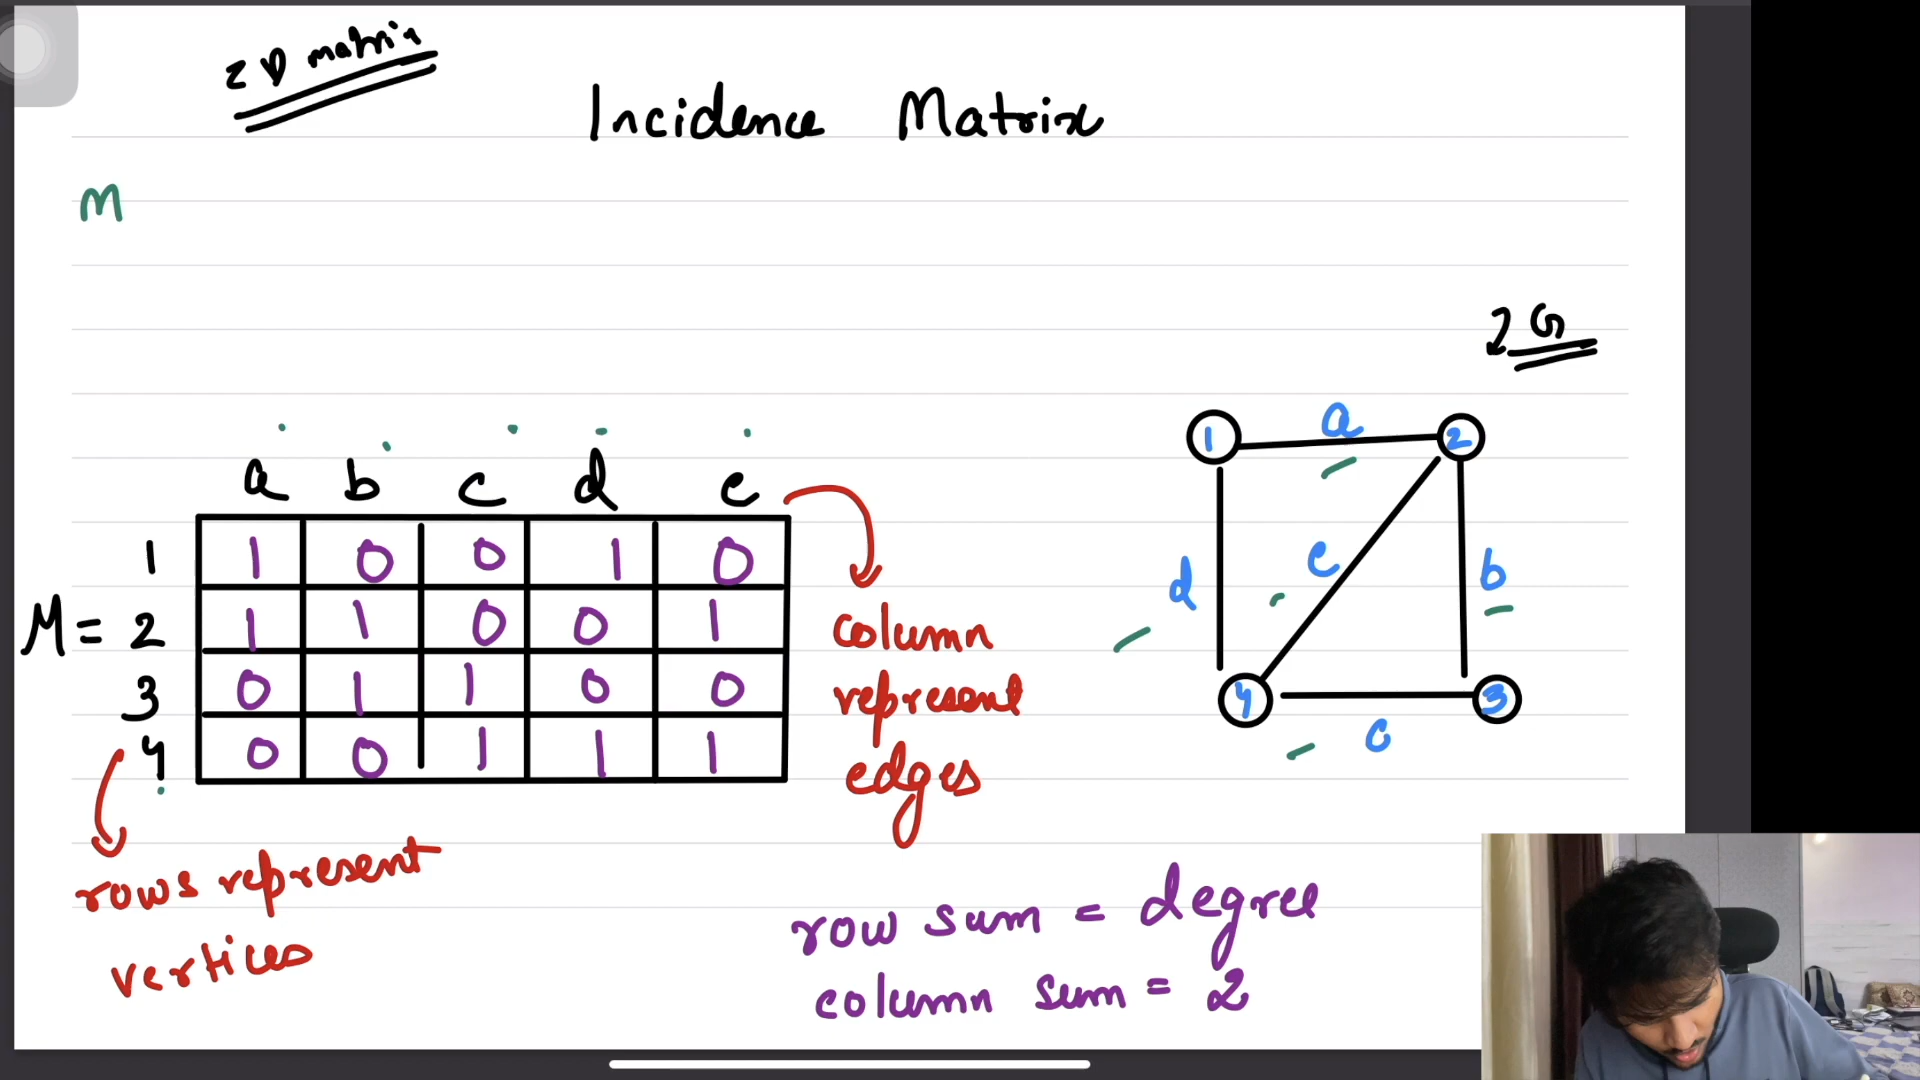 2D matrix
Incidence Matrix
M
G
a b c d e
1 1 0 0 1 0
M = 2 1 1 0 0 1
3 0 1 1 0 0
4 0 0 1 1 1
column
represent
edges
rows represent
vertices
1 a 2
d e b
4 c 3
row sum = degree
column sum = 2